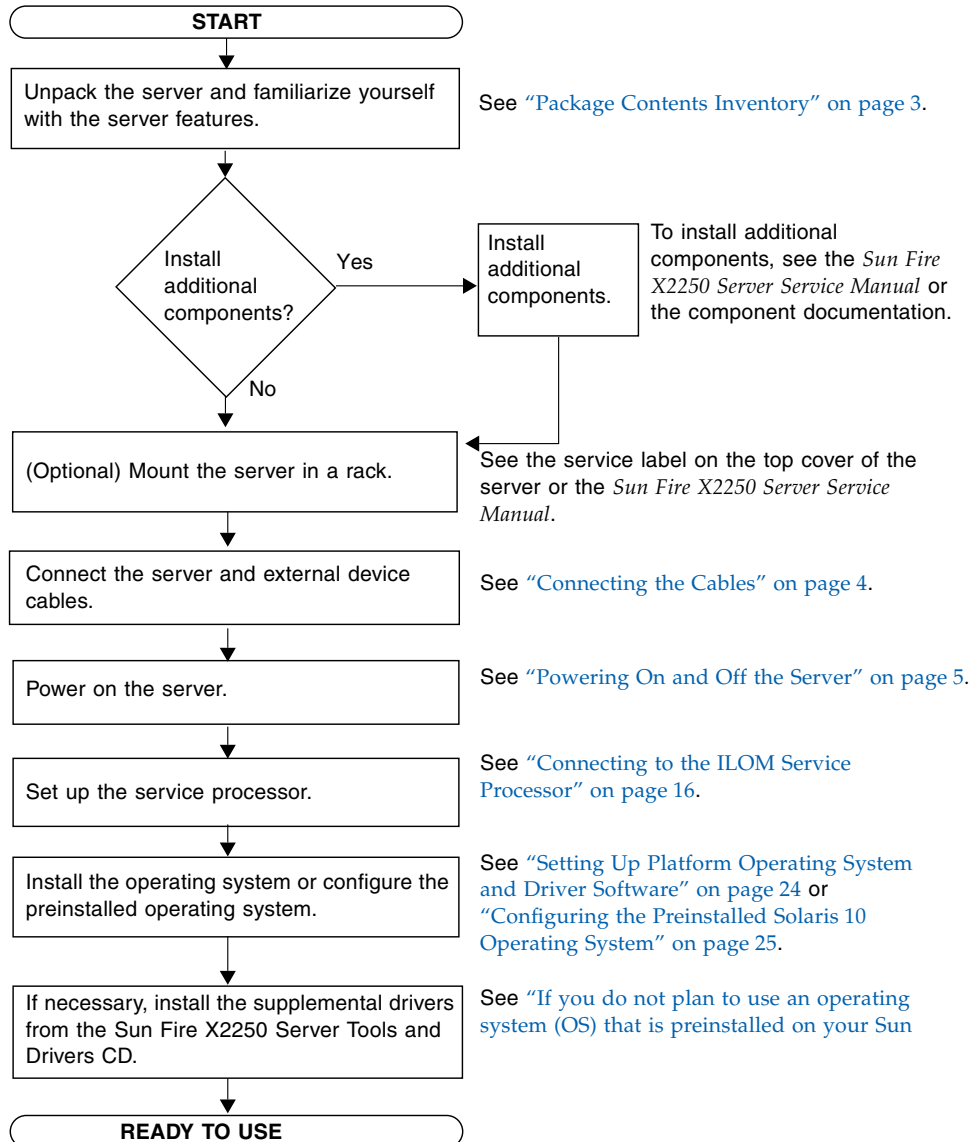 START
Unpack the server and familiarize yourself
with the server features.
See “Package Contents Inventory” on page 3.
Install
additional
components?
Yes
Install
additional
components.
To install additional
components, see the Sun Fire
X2250 Server Service Manual or
the component documentation.
No
(Optional) Mount the server in a rack.
See the service label on the top cover of the
server or the Sun Fire X2250 Server Service
Manual.
Connect the server and external device
cables.
See “Connecting the Cables” on page 4.
Power on the server.
See “Powering On and Off the Server” on page 5.
Set up the service processor.
See “Connecting to the ILOM Service
Processor” on page 16.
Install the operating system or configure the
preinstalled operating system.
See “Setting Up Platform Operating System
and Driver Software” on page 24 or
“Configuring the Preinstalled Solaris 10
Operating System” on page 25.
If necessary, install the supplemental drivers
from the Sun Fire X2250 Server Tools and
Drivers CD.
See “If you do not plan to use an operating
system (OS) that is preinstalled on your Sun
READY TO USE